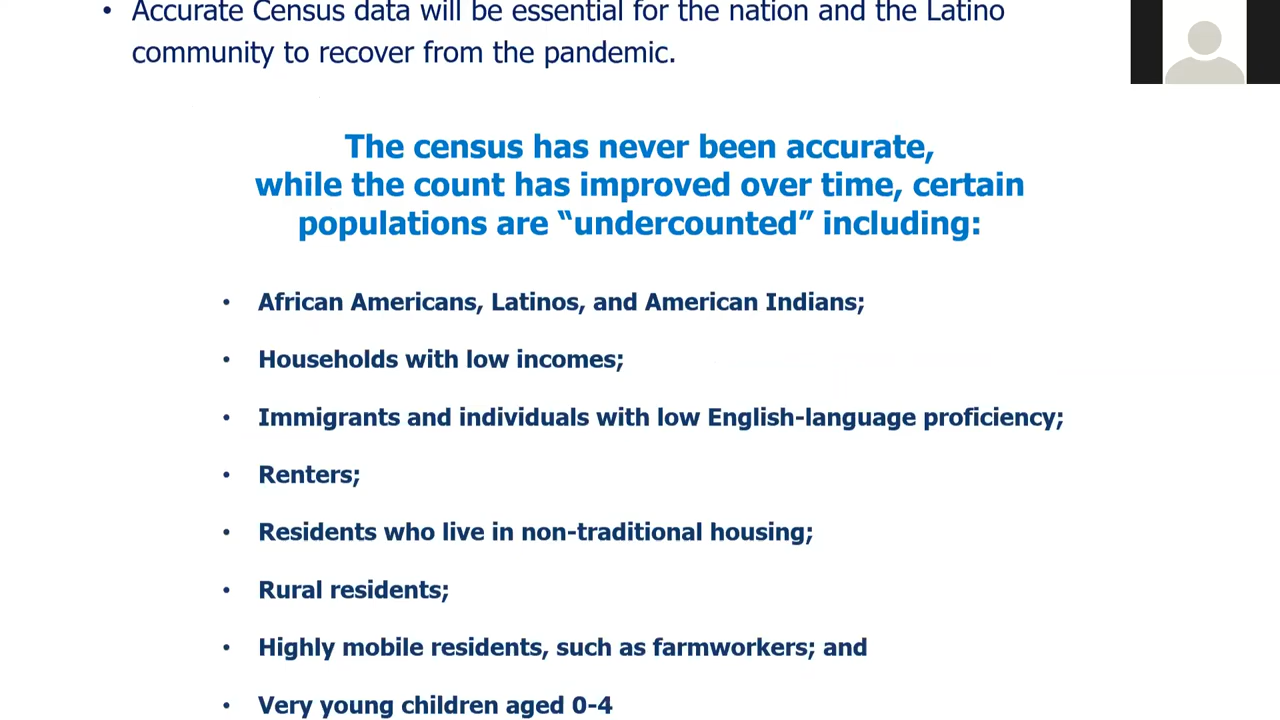 • Accurate Census data will be essential for the nation and the Latino
community to recover from the pandemic.
The census has never been accurate,
while the count has improved over time, certain
populations are “undercounted” including:
• African Americans, Latinos, and American Indians;
• Households with low incomes;
• Immigrants and individuals with low English-language proficiency;
• Renters;
• Residents who live in non-traditional housing;
• Rural residents;
• Highly mobile residents, such as farmworkers; and
• Very young children aged 0-4